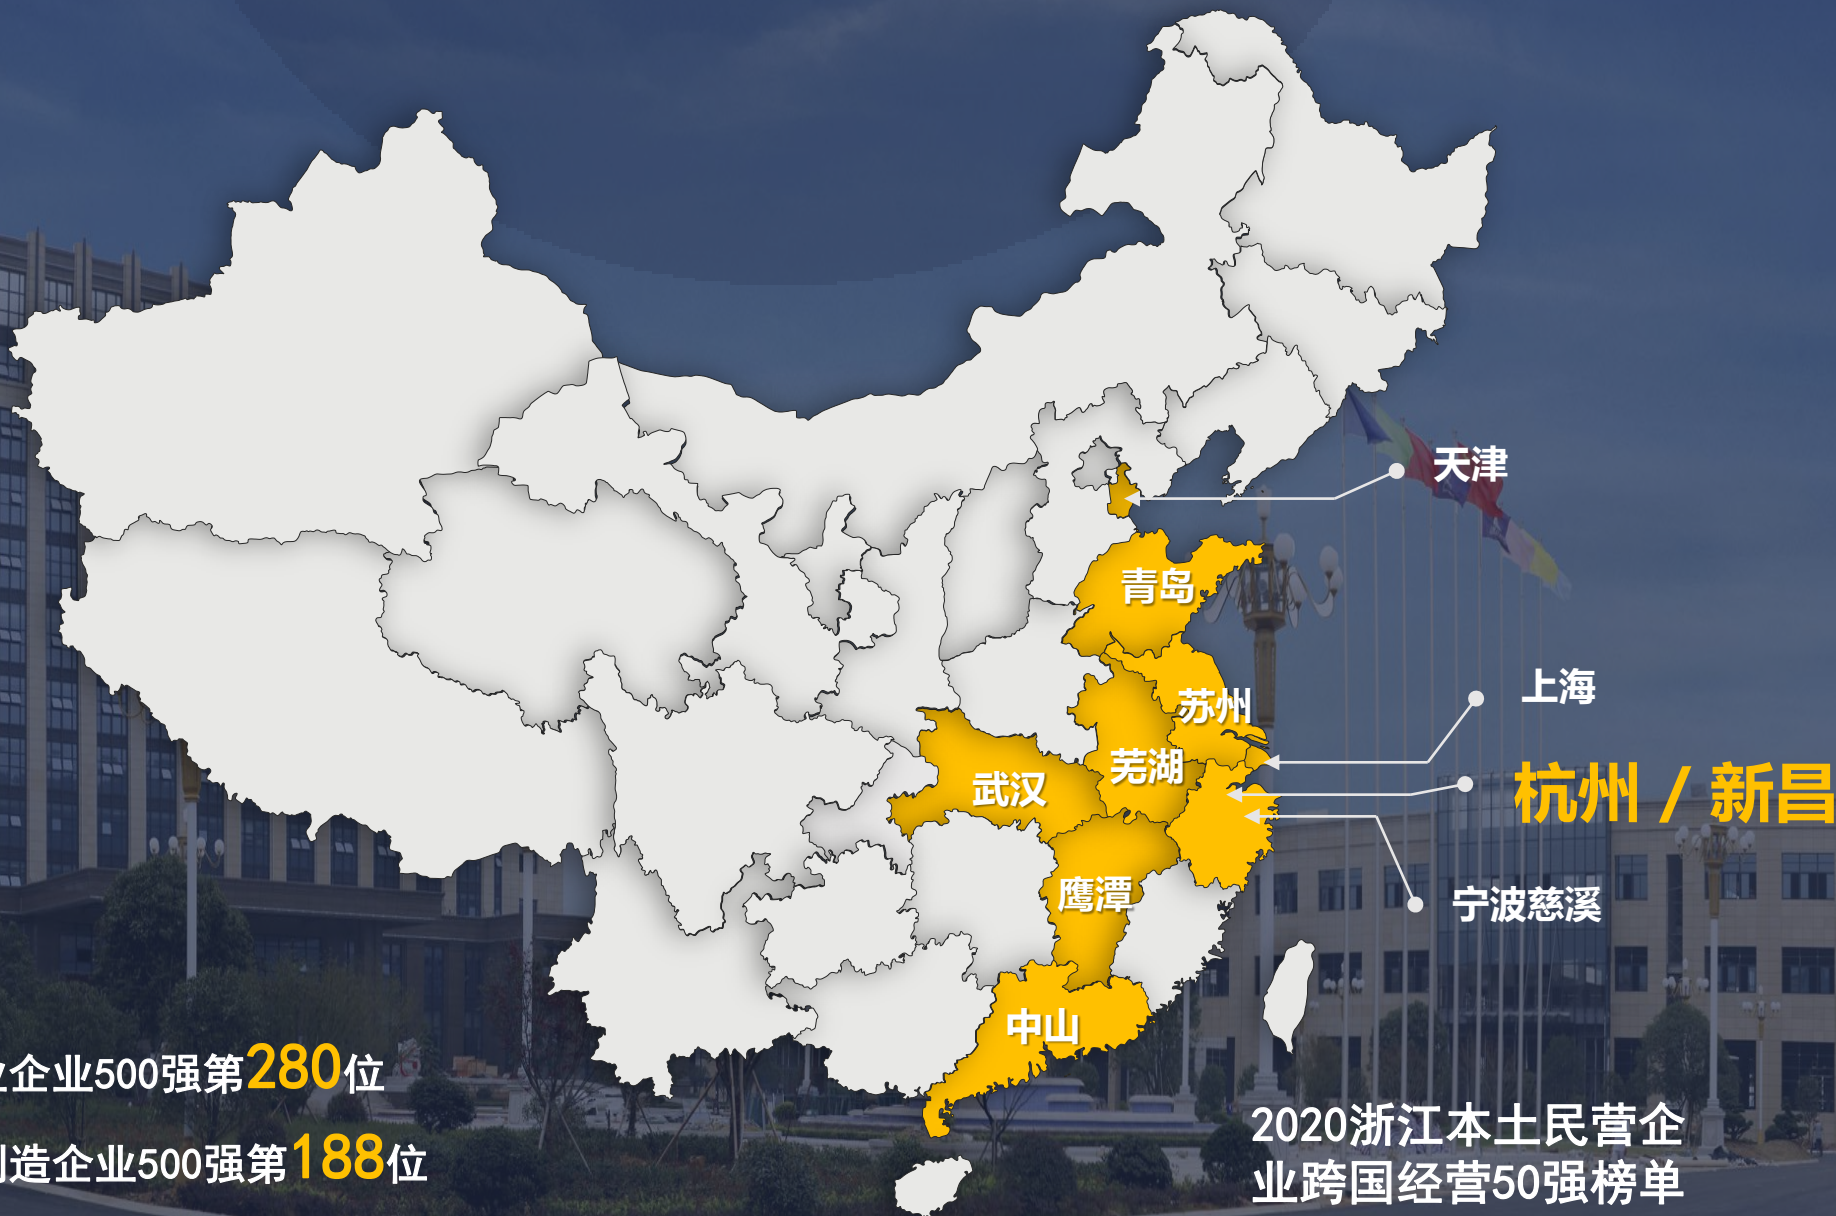 天津
青岛
上海
苏州
芜湖
武汉
杭州 / 新昌
鹰潭
宁波慈溪
中山
企业500强第280位
造企业500强第188位
2020浙江本土民营企
业跨国经营50强榜单